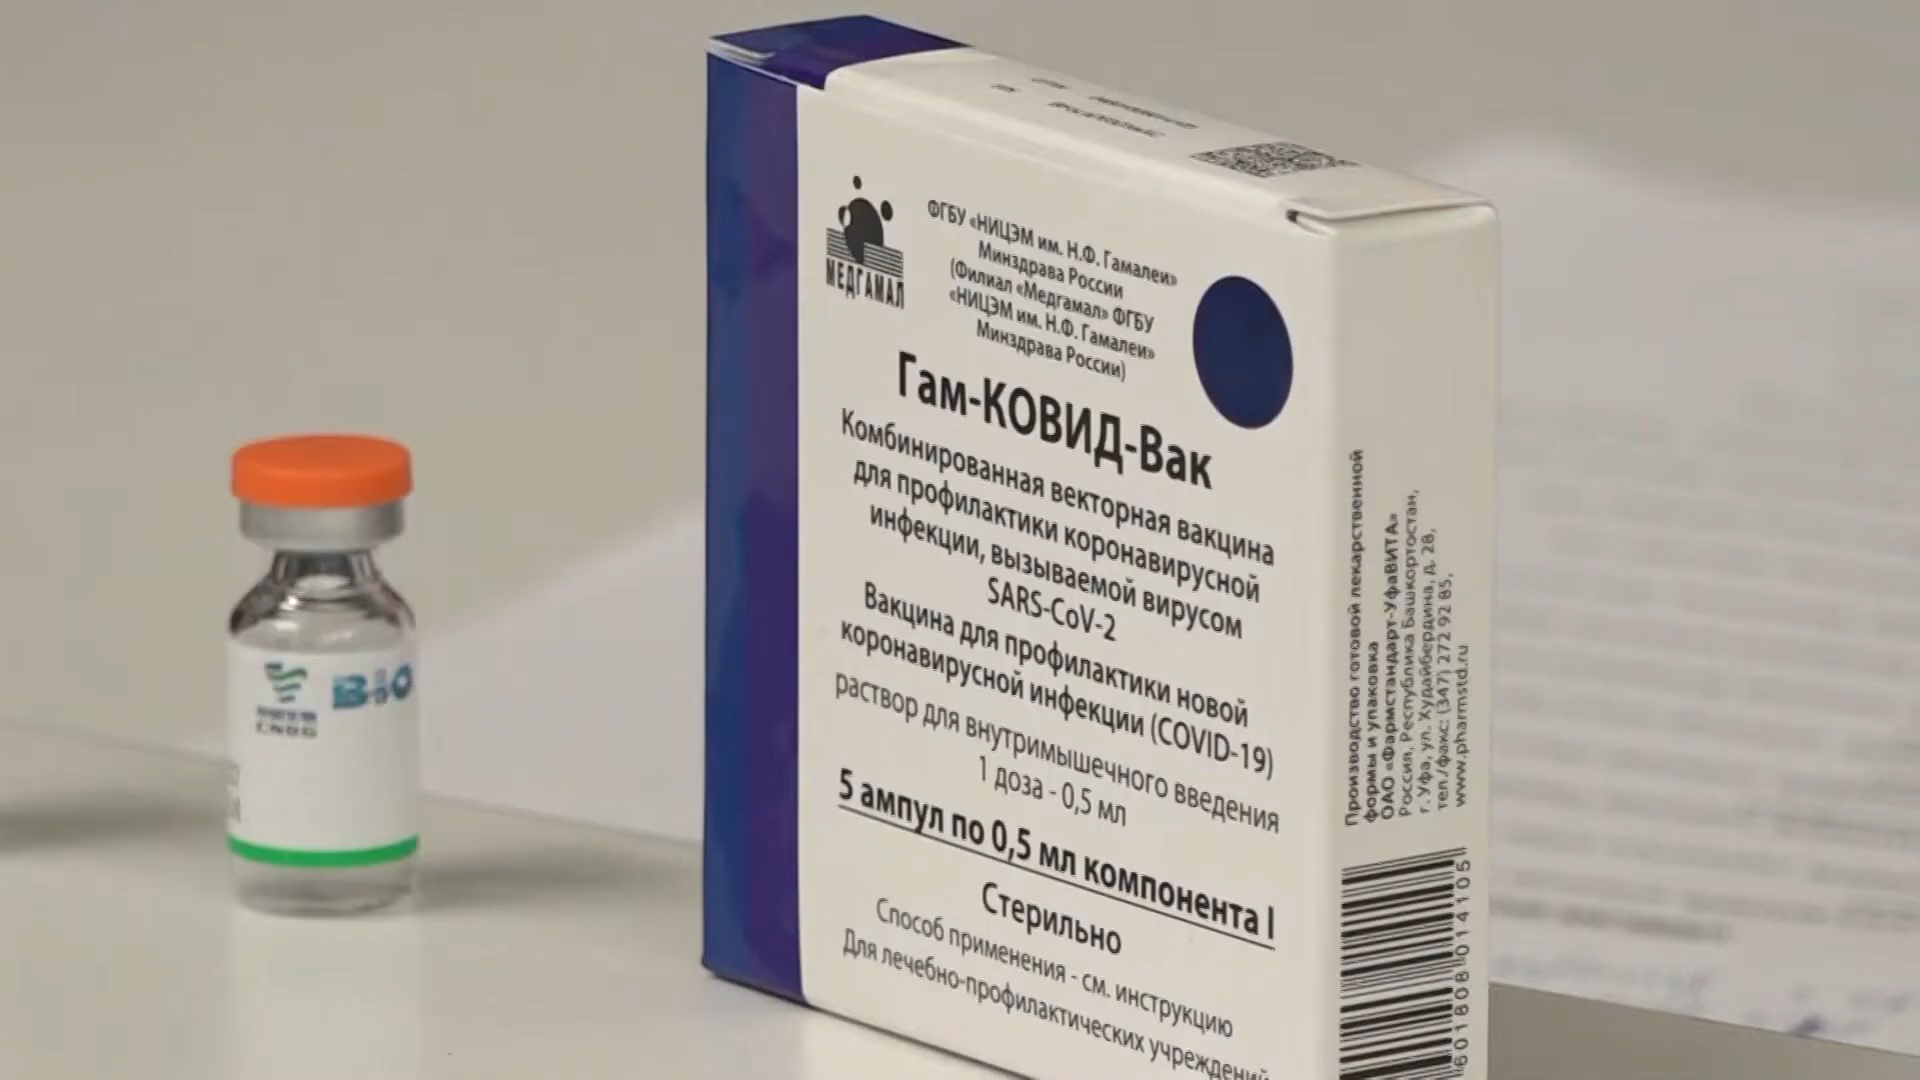 МЕДГАМАЛ
ФГБУ «НИЦЭМ им. Н.Ф. Гамалеи»
Минздрава России
(Филиал «Медгамал» ФГБУ
«НИЦЭМ им. Н.Ф. Гамалеи»
Минздрава России)
Гам-КОВИД-Вак
Комбинированная векторная вакцина
для профилактики коронавирусной
инфекции, вызываемой вирусом
SARS-CoV-2
Вакцина для профилактики новой
коронавирусной инфекции (COVID-19)
раствор для внутримышечного введения
1 доза - 0,5 мл
5 ампул по 0,5 мл компонента I
Стерильно
Способ применения - см. инструкцию
Для лечебно-профилактических учреждений
Производство готовой лекарственной
формы и упаковка
ОАО «Фармстандарт-УфаВИТА»
Россия, Республика Башкортостан,
г. Уфа, ул. Худайбердина, д. 28,
тел./факс: (347) 272 92 85,
www.pharmstd.ru
601808 014105
CNBG
BIO